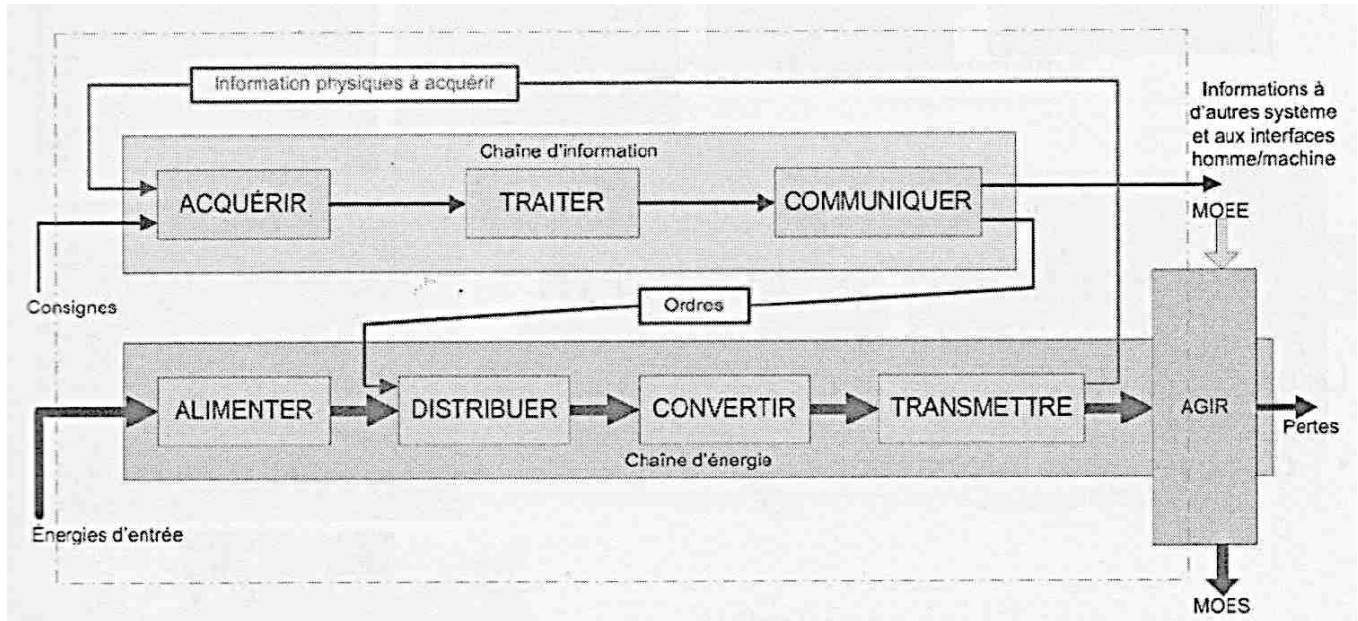 Information physiques à acquérir
Informations à
d'autres système
et aux interfaces
homme/machine
Chaîne d'information
ACQUÉRIR
TRAITER
COMMUNIQUER
MOEE
Consignes
Ordres
ALIMENTER
DISTRIBUER
CONVERTIR
TRANSMETTRE
AGIR
Pertes
Chaîne d'énergie
Énergies d'entrée
MOES